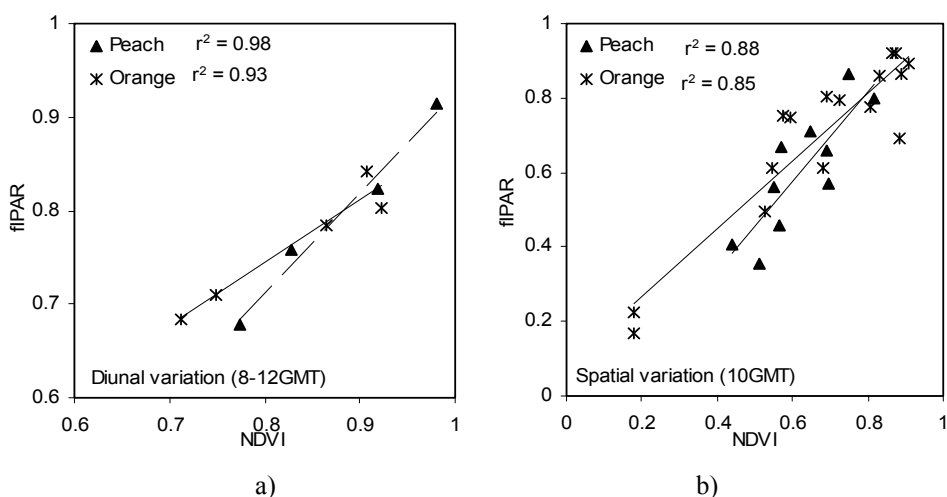 1
0.9
0.8
0.7
0.6
0.6 0.7 0.8 0.9 1
fIPAR
NDVI
Peach r² = 0.98
Orange r² = 0.93
Diunal variation (8-12GMT)
a)
1
0.8
0.6
0.4
0.2
0
0 0.2 0.4 0.6 0.8 1
fIPAR
NDVI
Peach r² = 0.88
Orange r² = 0.85
Spatial variation (10GMT)
b)